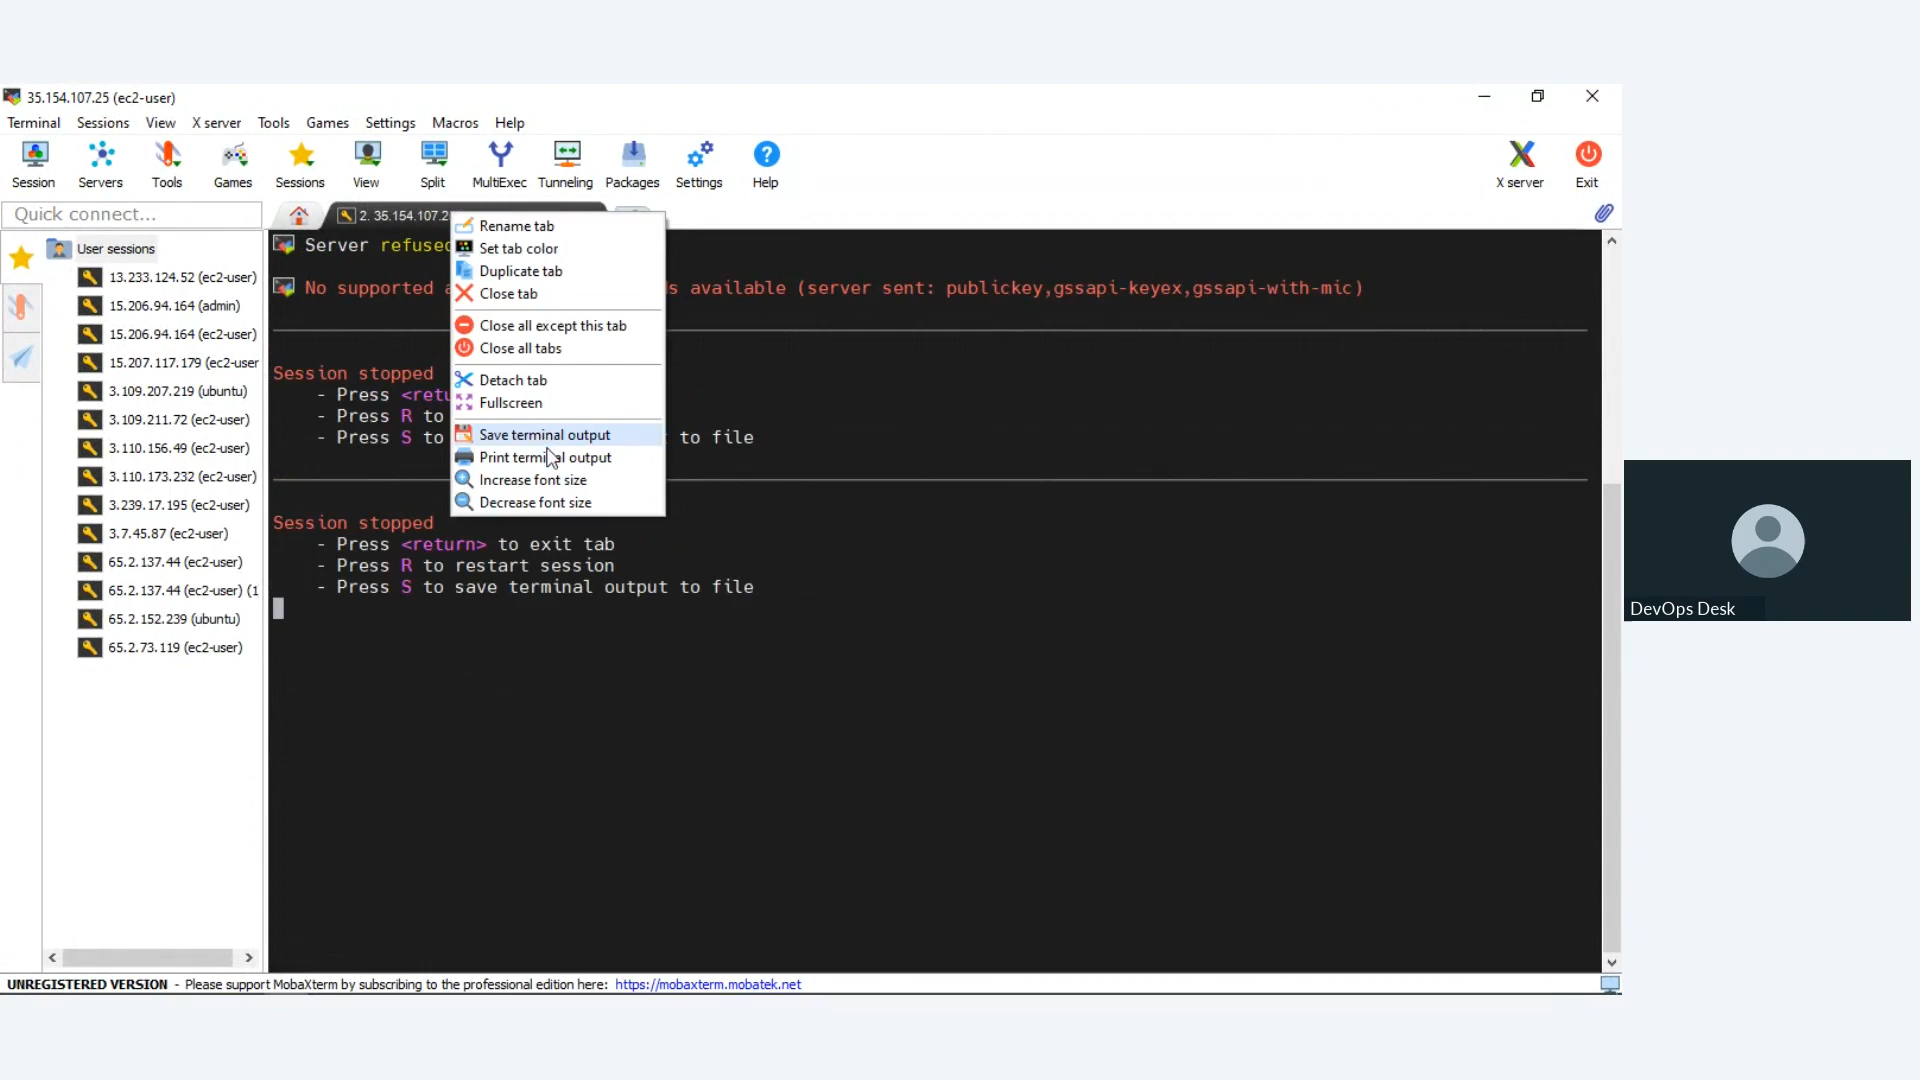 35.154.107.25 (ec2-user)
Terminal Sessions View X server Tools Games Settings Macros Help
Session Servers Tools Games Sessions View Split MultiExec Tunneling Packages Settings Help X server Exit
Quick connect...
2. 35.154.107.2
User sessions
13.233.124.52 (ec2-user)
15.206.94.164 (admin)
15.206.94.164 (ec2-user)
15.207.117.179 (ec2-user
3.109.207.219 (ubuntu)
3.109.211.72 (ec2-user)
3.110.156.49 (ec2-user)
3.110.173.232 (ec2-user)
3.239.17.195 (ec2-user)
3.7.45.87 (ec2-user)
65.2.137.44 (ec2-user)
65.2.137.44 (ec2-user) (1
65.2.152.239 (ubuntu)
65.2.73.119 (ec2-user)
Rename tab
Set tab color
Duplicate tab
Close tab
Close all except this tab
Close all tabs
Detach tab
Fullscreen
Save terminal output
Print terminal output
Increase font size
Decrease font size
Server refused
No supported a s available (server sent: publickey,gssapi-keyex,gssapi-with-mic)
Session stopped
- Press <retu
- Press R to
- Press S to to file
Session stopped
- Press <return> to exit tab
- Press R to restart session
- Press S to save terminal output to file
UNREGISTERED VERSION - Please support MobaXterm by subscribing to the professional edition here: https://mobaxterm.mobatek.net
DevOps Desk